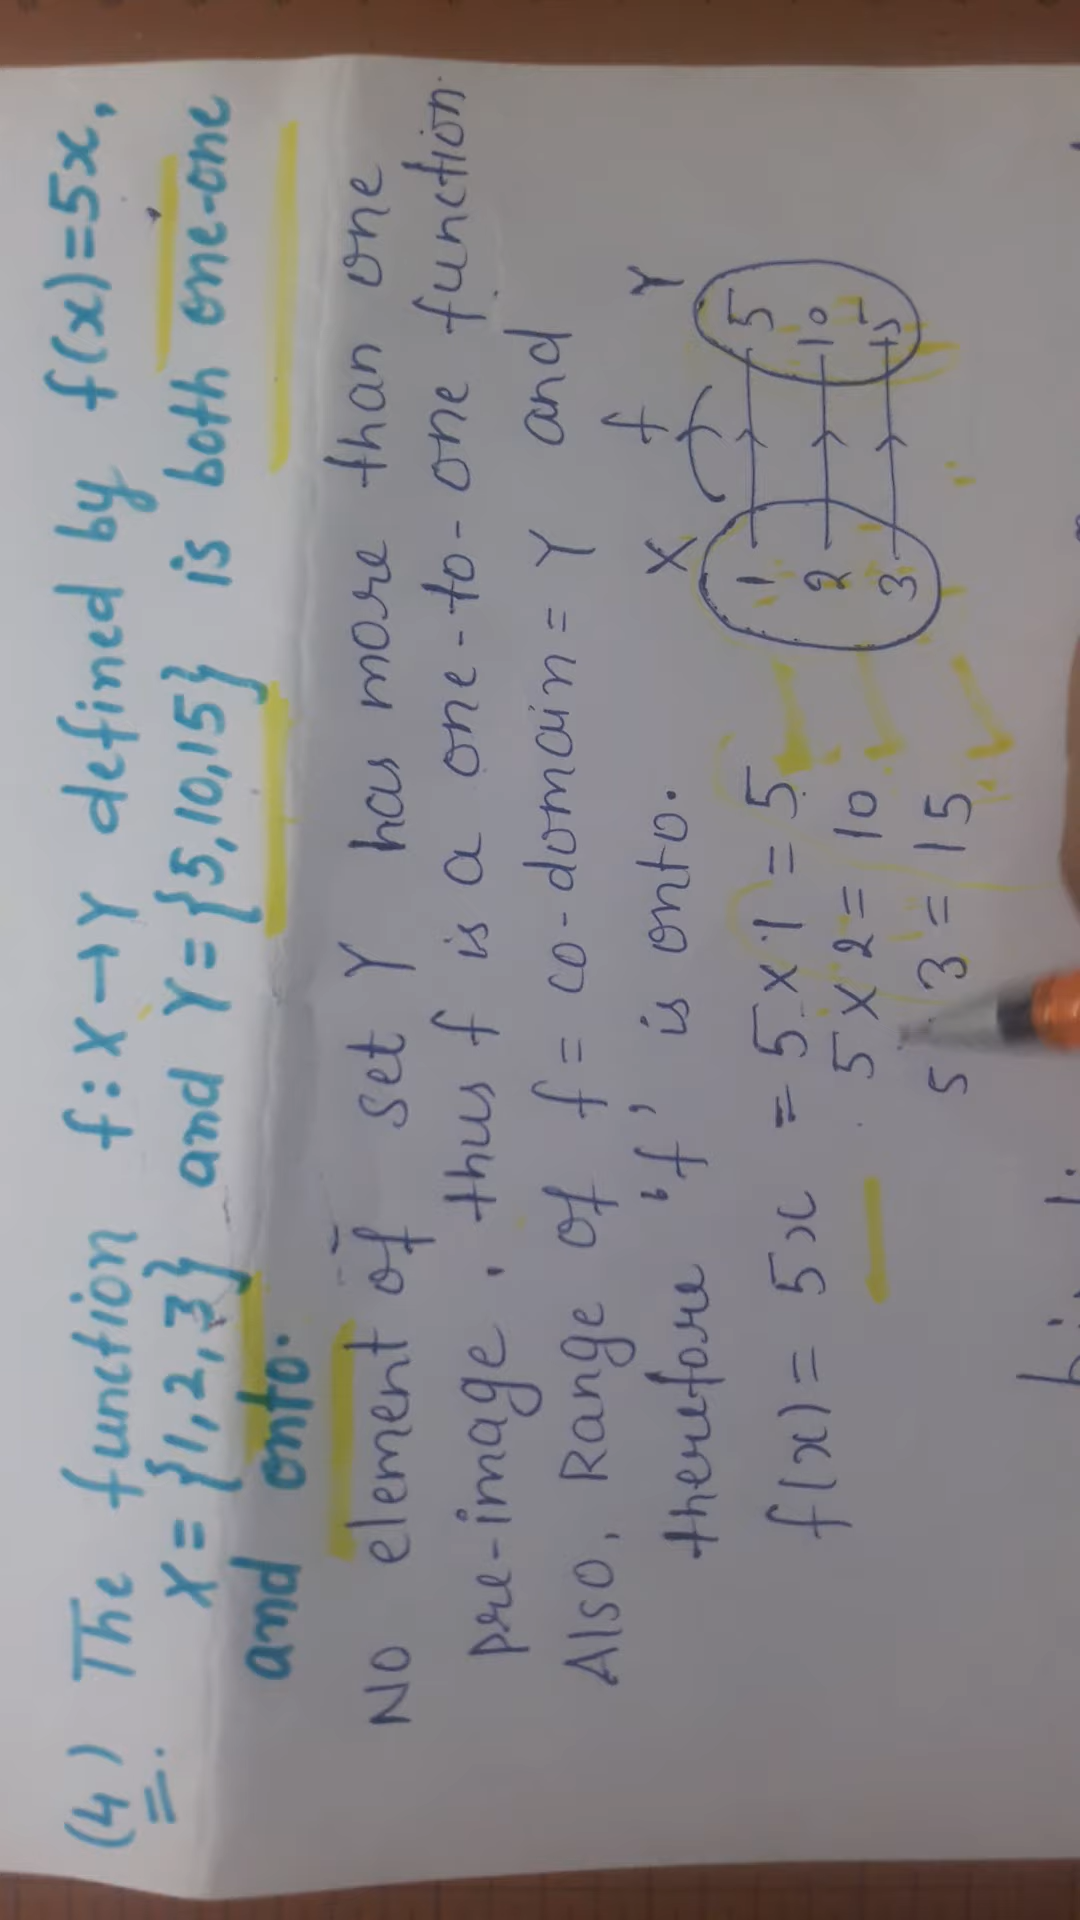 (4) The function f : X → Y defined by f(x) = 5x,
X = {1, 2, 3} and Y = {5, 10, 15} is both one-one
and onto.
No element of set Y has more than one
pre-image. thus f is a one-to-one function.
Also, Range of f = co-domain = Y and
therefore 'f' is onto.
X f Y
1 5
2 10
3 15
f(x) = 5x = 5 x 1 = 5
5 x 2 = 10
5 3 = 15